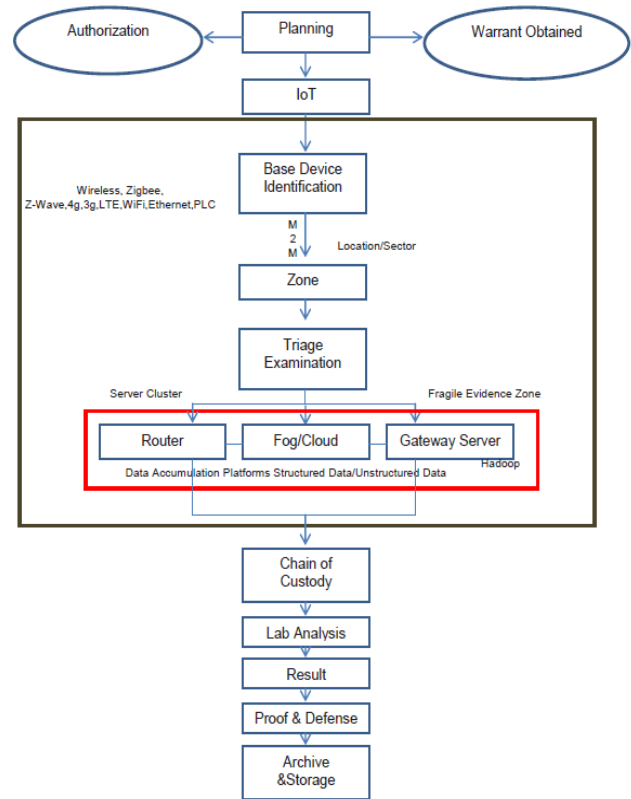 Authorization
Planning
Warrant Obtained
IoT
Base Device
Identification
Wireless, Zigbee,
Z-Wave,4g,3g,LTE,WiFi,Ethernet,PLC
M
2
M
Location/Sector
Zone
Triage
Examination
Server Cluster
Fragile Evidence Zone
Router
Fog/Cloud
Gateway Server
Hadoop
Data Accumulation Platforms Structured Data/Unstructured Data
Chain of
Custody
Lab Analysis
Result
Proof & Defense
Archive
&Storage